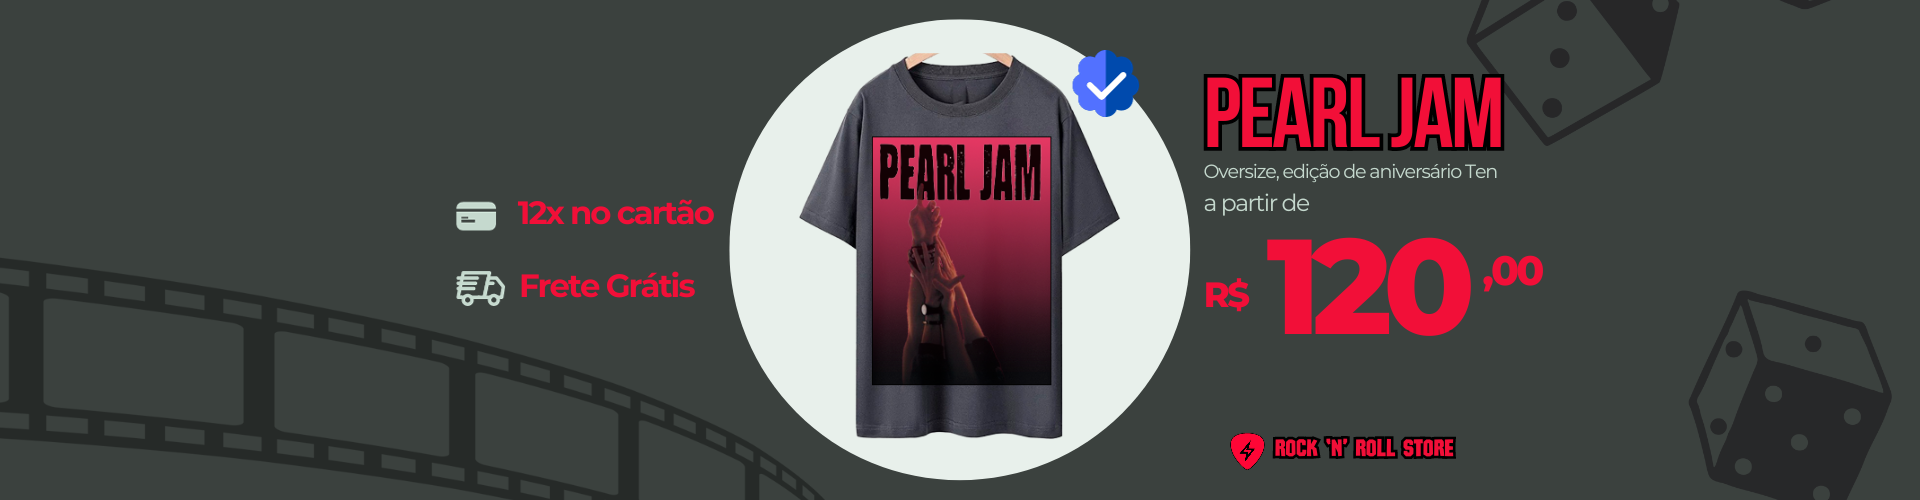 12x no cartão
Frete Grátis
PEARL JAM
PEARL JAM
Oversize, edição de aniversário Ten
a partir de
R$ 120,00
ROCK 'N' ROLL STORE